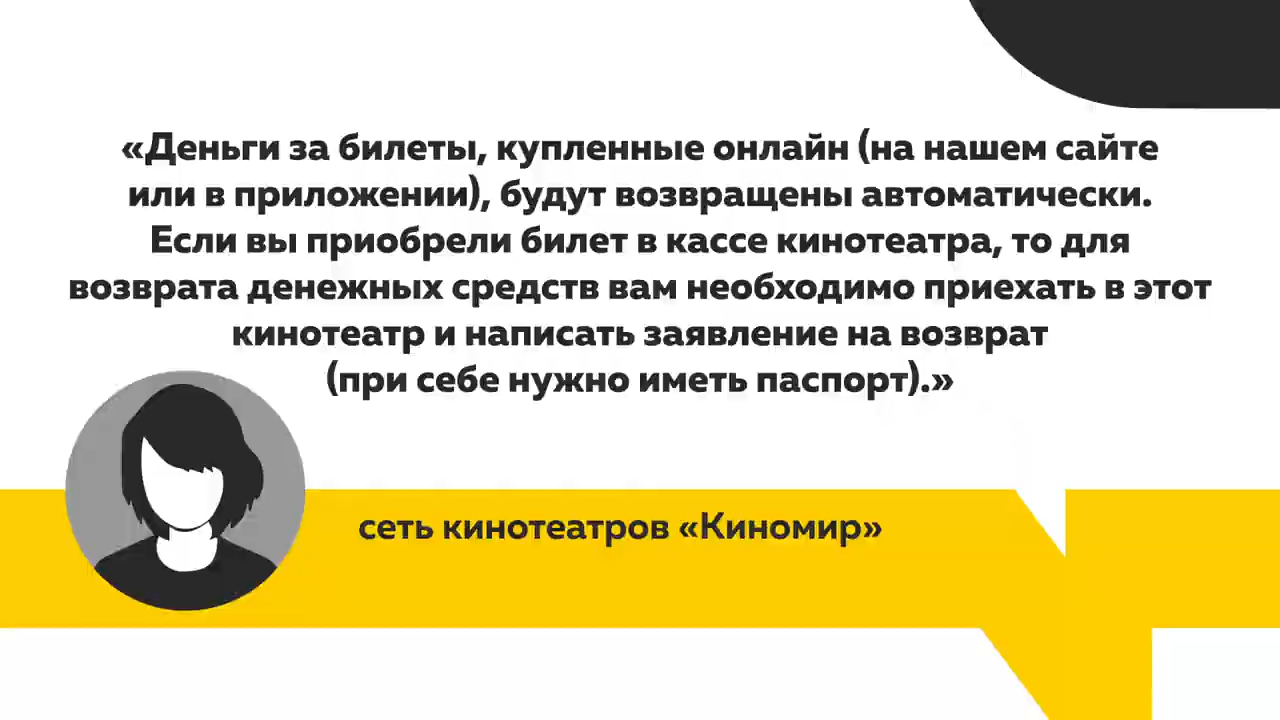 «Деньги за билеты, купленные онлайн (на нашем сайте
или в приложении), будут возвращены автоматически.
Если вы приобрели билет в кассе кинотеатра, то для
возврата денежных средств вам необходимо приехать в этот
кинотеатр и написать заявление на возврат
(при себе нужно иметь паспорт).»
сеть кинотеатров «Киномир»